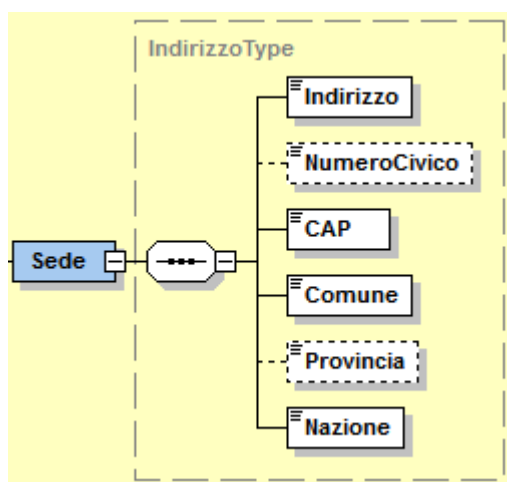 IndirizzoType
Indirizzo
NumeroCivico
CAP
Sede
Comune
Provincia
Nazione